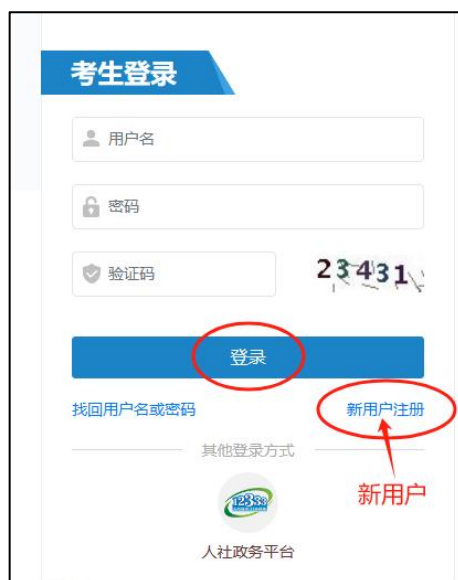 考生登录
用户名
密码
验证码
23431
登录
找回用户名或密码
新用户注册
其他登录方式
新用户
12333
人社政务平台